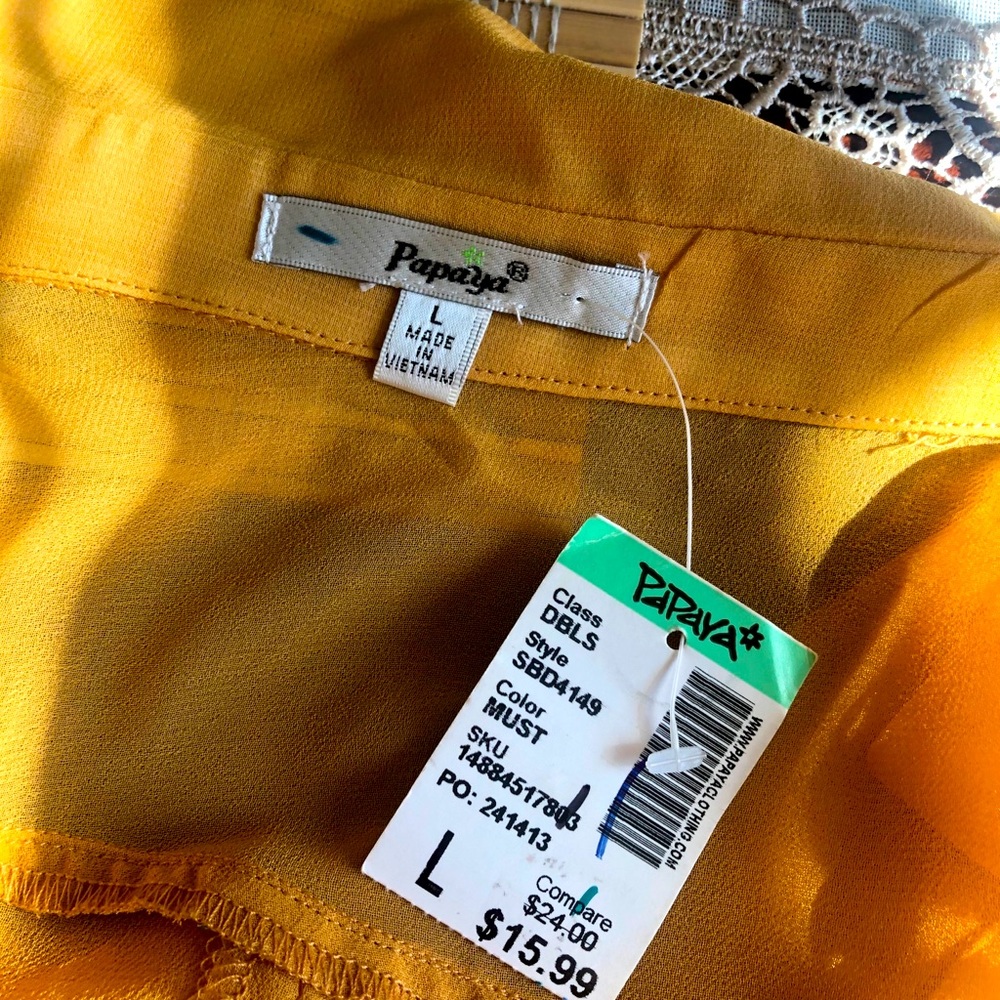 Papaya®
L
MADE
IN
VIETNAM
PAPAYA*
Class
DBLS
Style
SBD4149
Color
MUST
SKU
14884517803
PO: 241413
L
Compare
$24.00
$15.99
WWW.PAPAYACLOTHING.COM